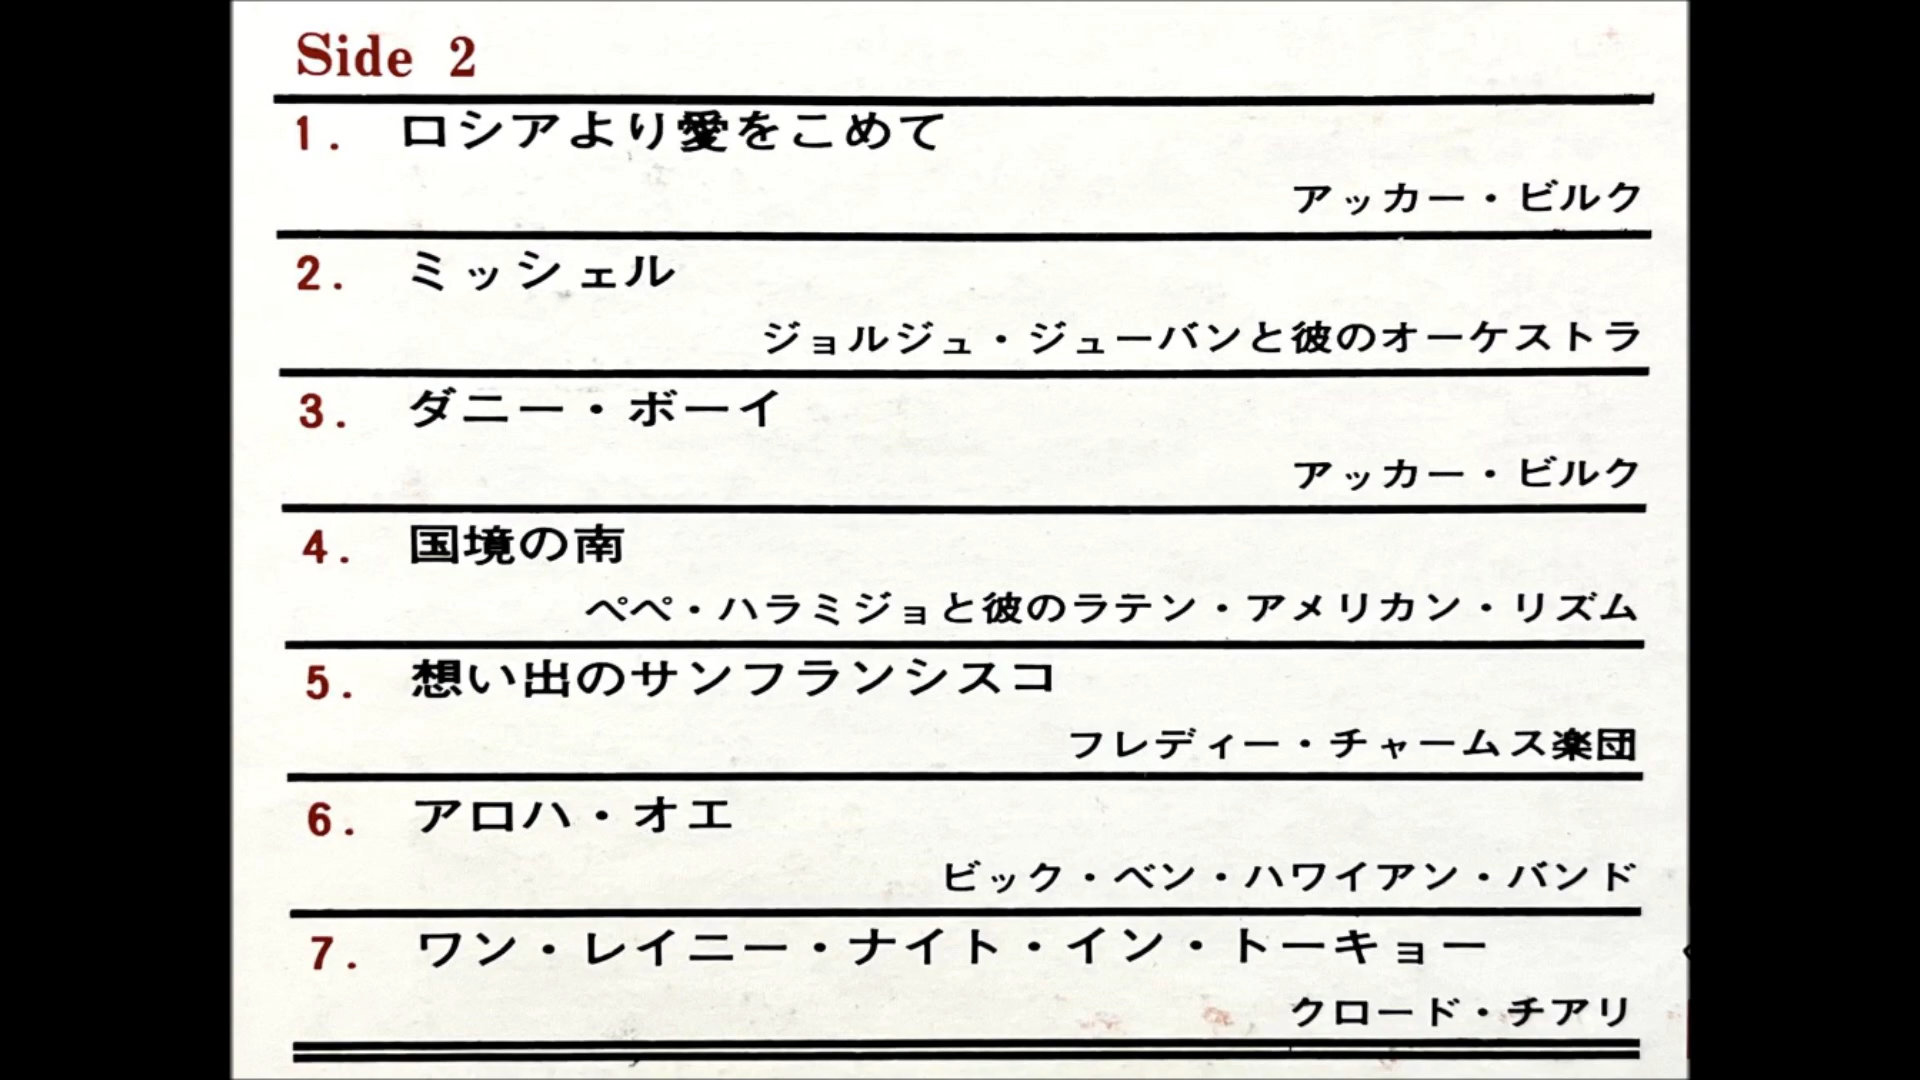 Side 2
1. ロシアより愛をこめて
アッカー・ビルク
2. ミッシェル
ジョルジュ・ジューバンと彼のオーケストラ
3. ダニー・ボーイ
アッカー・ビルク
4. 国境の南
ペペ・ハラミジョと彼のラテン・アメリカン・リズム
5. 想い出のサンフランシスコ
フレディー・チャームス楽団
6. アロハ・オエ
ビック・ベン・ハワイアン・バンド
7. ワン・レイニー・ナイト・イン・トーキョー
クロード・チアリ